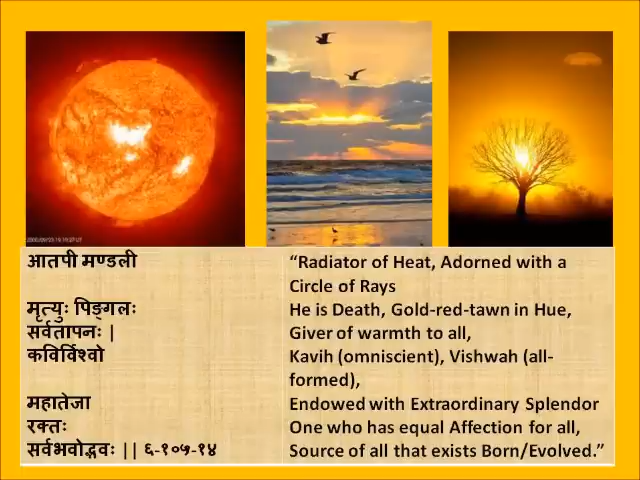 आतपी मण्डली
मृत्युः पिङ्गलः
सर्वतापनः |
कविर्विश्वो
महातेजा
रक्तः
सर्वभवोद्भवः || ६-१०५-१४
“Radiator of Heat, Adorned with a
Circle of Rays
He is Death, Gold-red-tawn in Hue,
Giver of warmth to all,
Kavih (omniscient), Vishwah (all-
formed),
Endowed with Extraordinary Splendor
One who has equal Affection for all,
Source of all that exists Born/Evolved.”